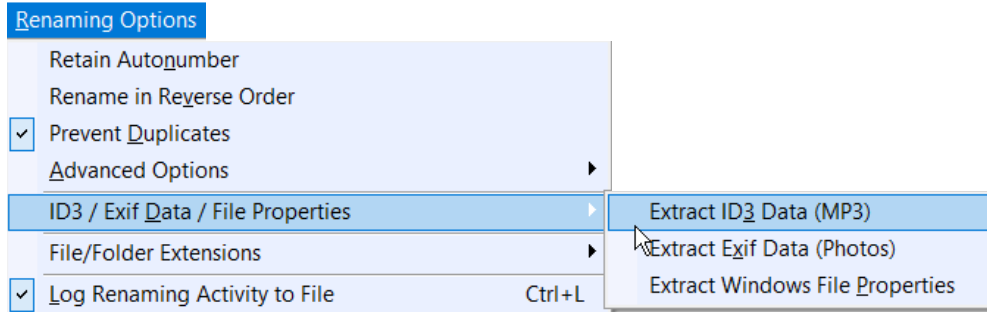 Renaming Options
Retain Autonumber
Rename in Reverse Order
Prevent Duplicates
Advanced Options
ID3 / Exif Data / File Properties
Extract ID3 Data (MP3)
File/Folder Extensions
Extract Exif Data (Photos)
Log Renaming Activity to File Ctrl+L
Extract Windows File Properties